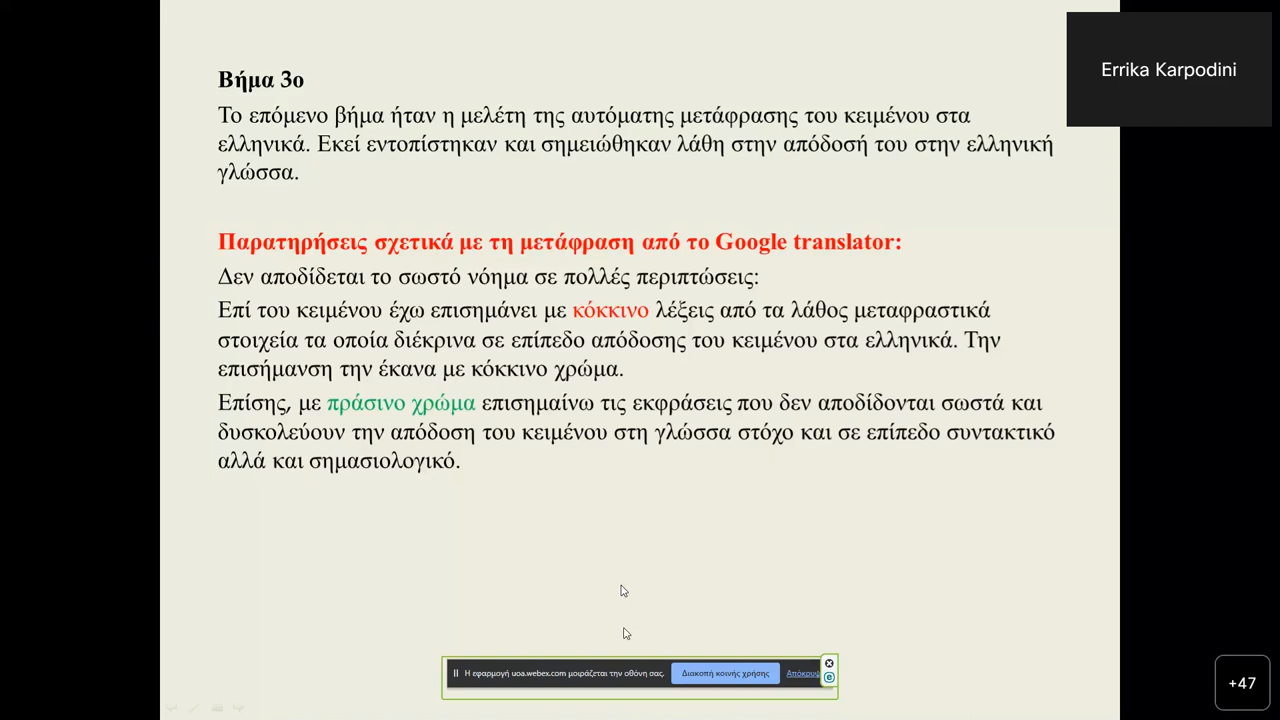 Errika Karpodini
Βήμα 3ο
Το επόμενο βήμα ήταν η μελέτη της αυτόματης μετάφρασης του κειμένου στα
ελληνικά. Εκεί εντοπίστηκαν και σημειώθηκαν λάθη στην απόδοσή του στην ελληνική
γλώσσα.
Παρατηρήσεις σχετικά με τη μετάφραση από το Google translator:
Δεν αποδίδεται το σωστό νόημα σε πολλές περιπτώσεις:
Επί του κειμένου έχω επισημάνει με κόκκινο λέξεις από τα λάθος μεταφραστικά
στοιχεία τα οποία διέκρινα σε επίπεδο απόδοσης του κειμένου στα ελληνικά. Την
επισήμανση την έκανα με κόκκινο χρώμα.
Επίσης, με πράσινο χρώμα επισημαίνω τις εκφράσεις που δεν αποδίδονται σωστά και
δυσκολεύουν την απόδοση του κειμένου στη γλώσσα στόχο και σε επίπεδο συντακτικό
αλλά και σημασιολογικό.
Η εφαρμογή uoa.webex.com μοιράζεται την οθόνη σας. Διακοπή κοινής χρήσης
+47